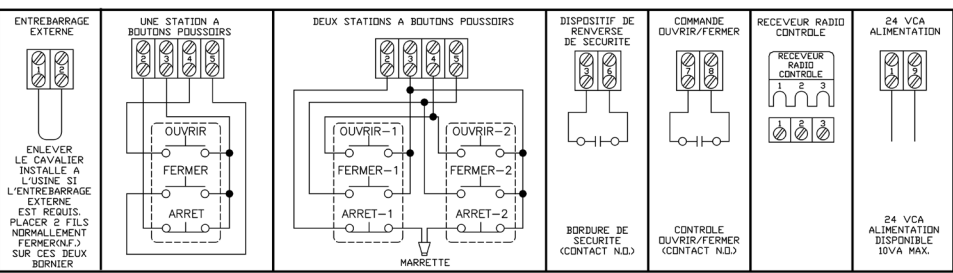 ENTREBARRAGE
EXTERNE
1 2
ENLEVER
LE CAVALIER
INSTALLE A
L'USINE SI
L'ENTREBARRAGE
EXTERNE
EST REQUIS.
PLACER 2 FILS
NORMALLEMENT
FERMER(N.F.)
SUR CES DEUX
BORNIER
UNE STATION A
BOUTONS POUSSOIRS
2 3 4 5
OUVRIR
FERMER
ARRET
DEUX STATIONS A BOUTONS POUSSOIRS
2 3 4 5
OUVRIR-1 OUVRIR-2
FERMER-1 FERMER-2
ARRET-1 ARRET-2
MARRETTE
DISPOSITIF DE
RENVERSE
DE SECURITE
3 6
BORDURE DE
SECURITE
(CONTACT N.O.)
COMMANDE
OUVRIR/FERMER
7 8
CONTROLE
OUVRIR/FERMER
(CONTACT N.O.)
RECEVEUR RADIO
CONTROLE
RECEVEUR
RADIO
CONTROLE
1 2 3
1 2 3
24 VCA
ALIMENTATION
1 9
24 VCA
ALIMENTATION
DISPONIBLE
10VA MAX.